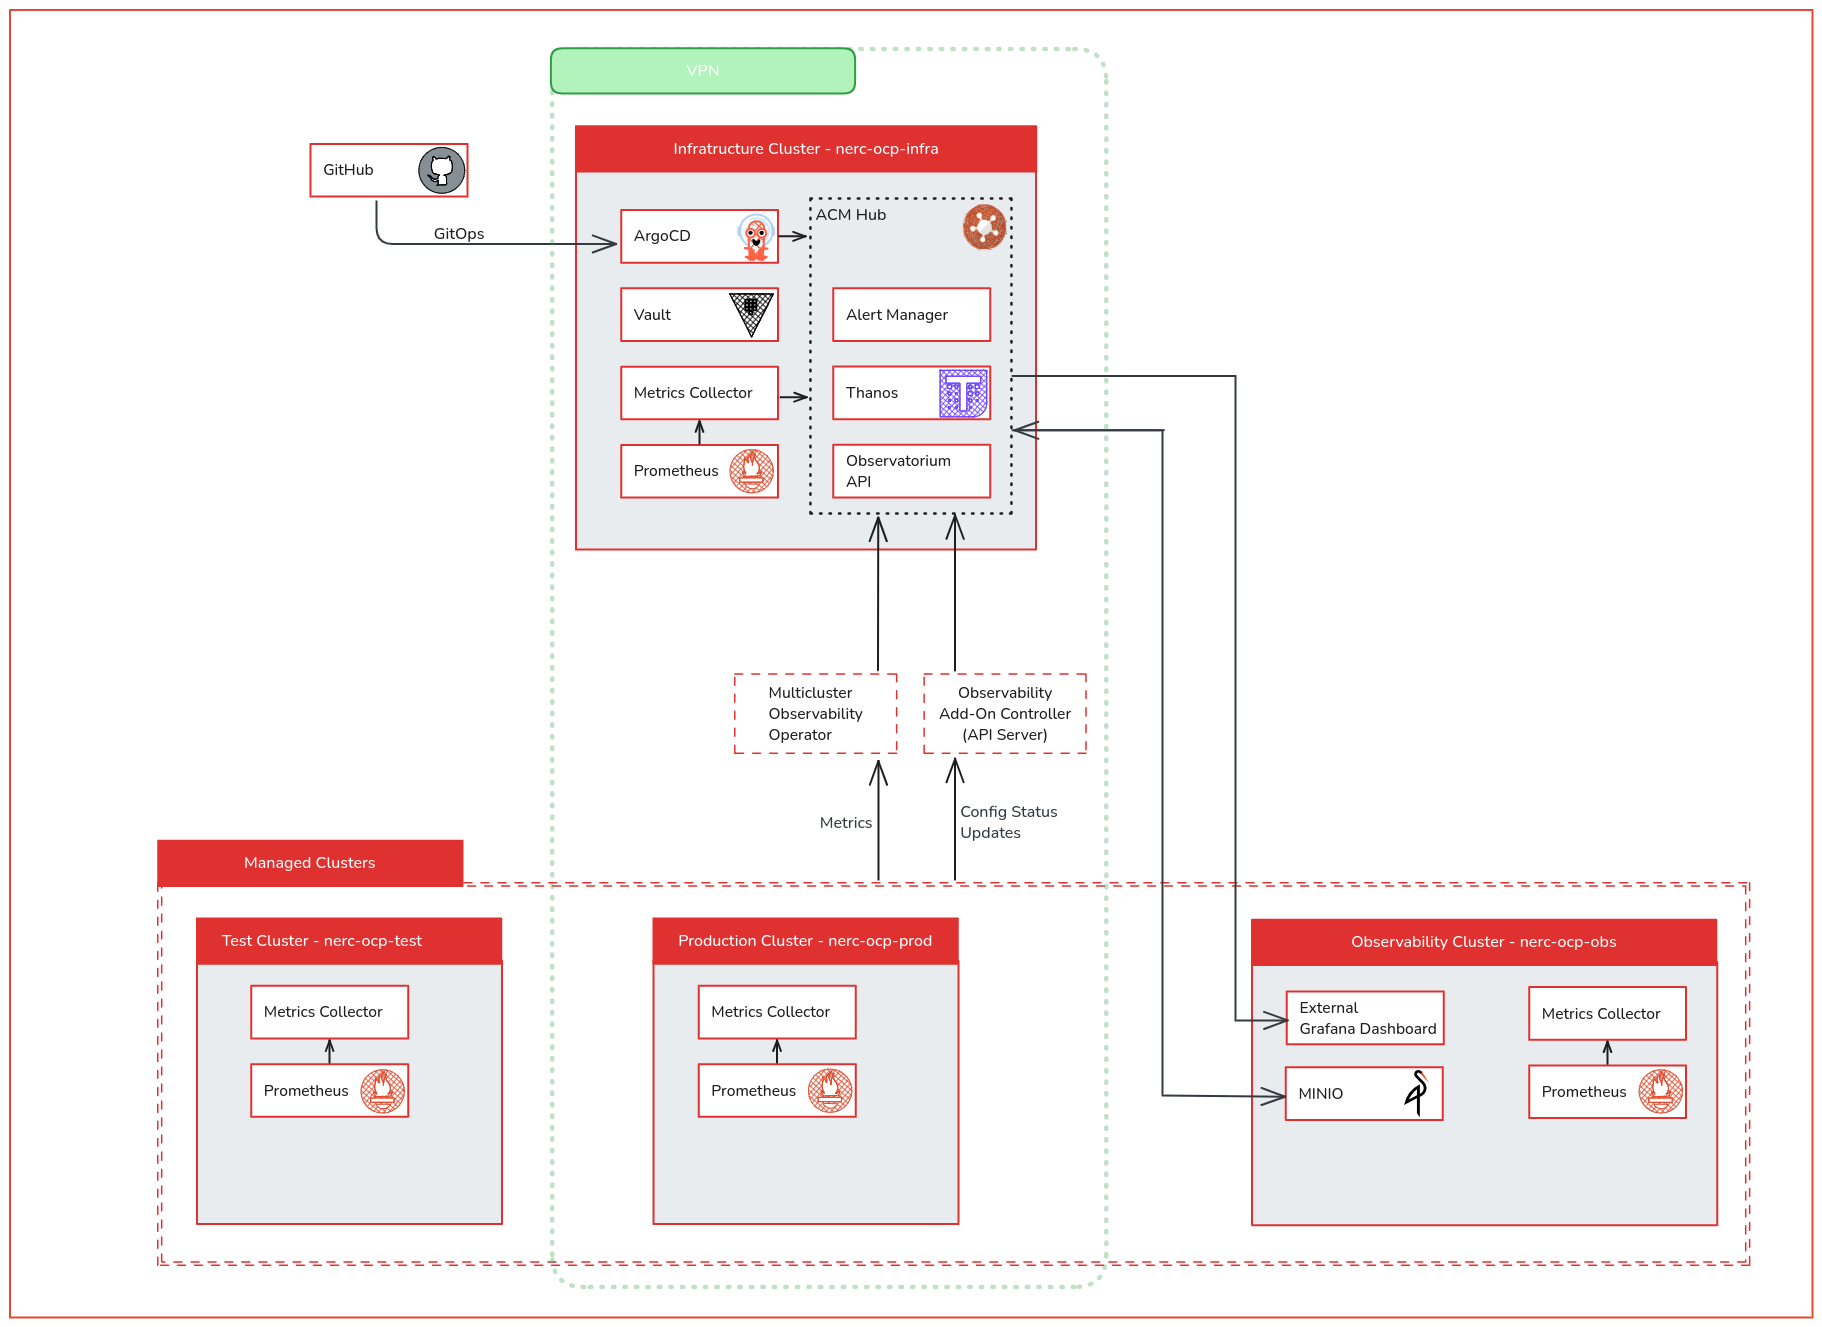 VPN
Infratructure Cluster - nerc-ocp-infra
GitHub
GitOps
ArgoCD
ACM Hub
Vault
Alert Manager
Metrics Collector
Thanos
Prometheus
Observatorium
API
Multicluster
Observability
Operator
Observability
Add-On Controller
(API Server)
Metrics
Config Status
Updates
Managed Clusters
Test Cluster - nerc-ocp-test
Metrics Collector
Prometheus
Production Cluster - nerc-ocp-prod
Metrics Collector
Prometheus
Observability Cluster - nerc-ocp-obs
External
Grafana Dashboard
Metrics Collector
MINIO
Prometheus